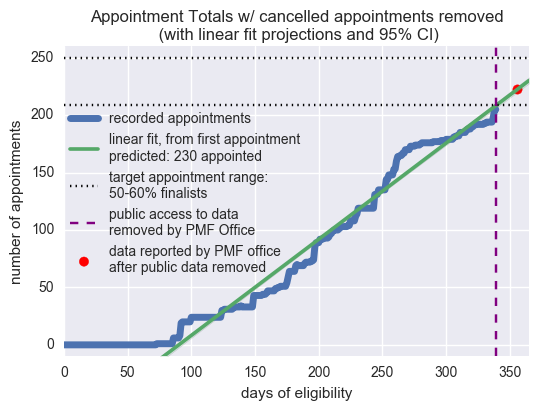 Appointment Totals w/ cancelled appointments removed
(with linear fit projections and 95% CI)
number of appointments
250
200
150
100
50
0
recorded appointments
linear fit, from first appointment
predicted: 230 appointed
target appointment range:
50-60% finalists
public access to data
removed by PMF Office
data reported by PMF office
after public data removed
0 50 100 150 200 250 300 350
days of eligibility